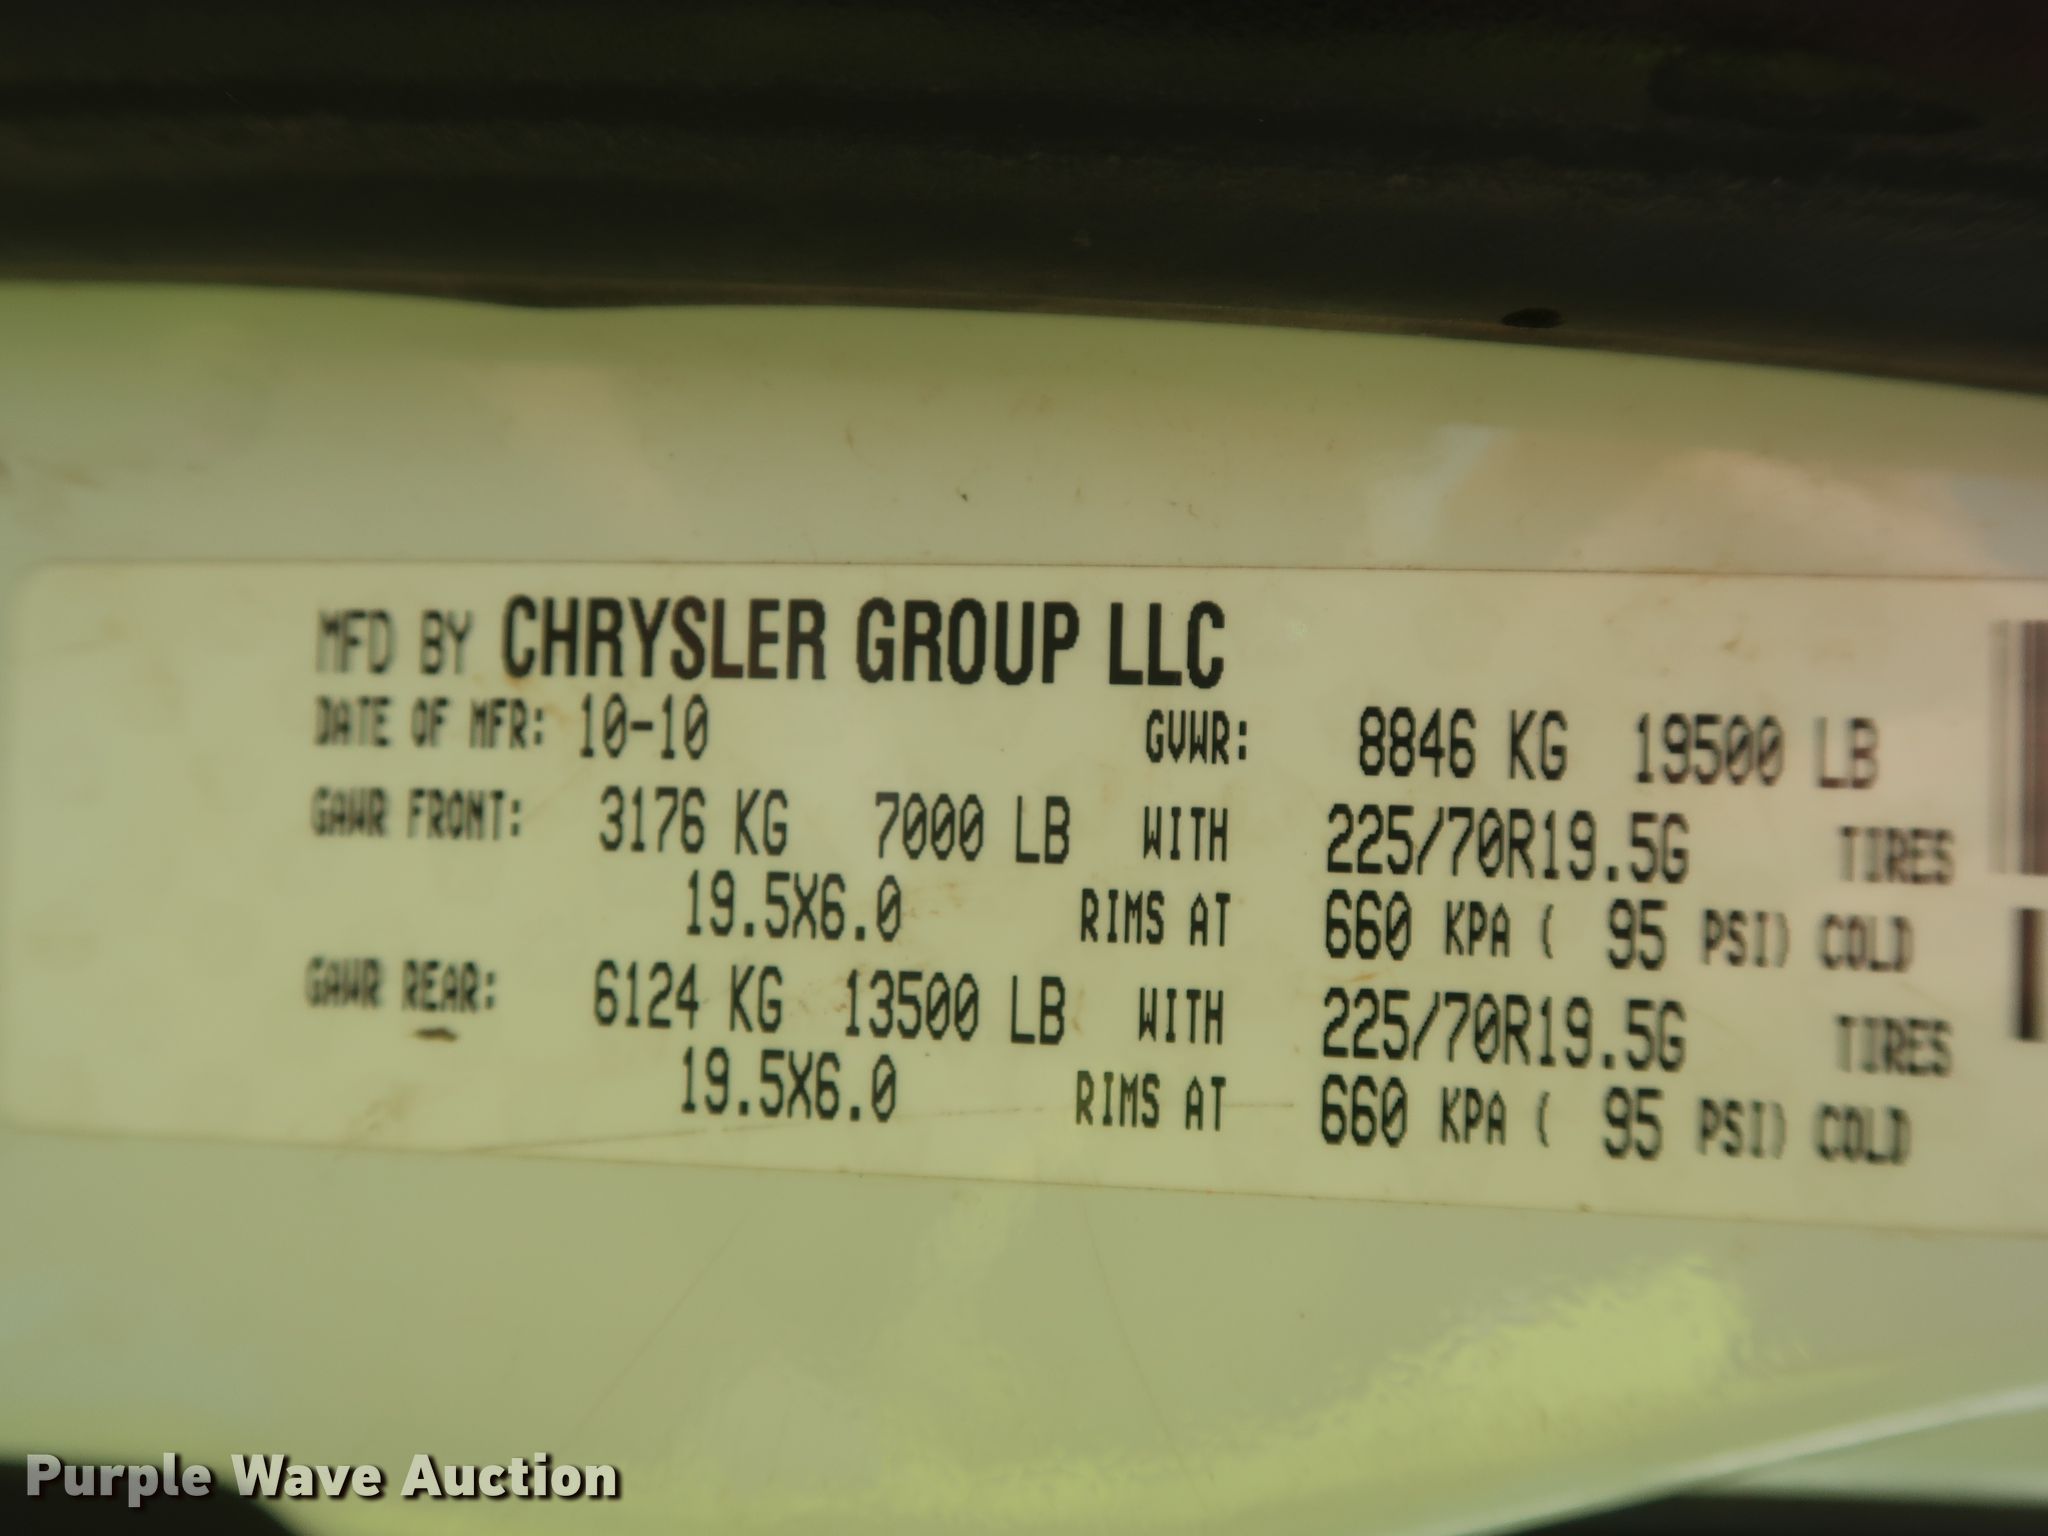 MFD BY CHRYSLER GROUP LLC
DATE OF MFR: 10-10 GVWR: 8846 KG 19500 LB
GAWR FRONT: 3176 KG 7000 LB WITH 225/70R19.5G TIRES
19.5X6.0 RIMS AT 660 KPA ( 95 PSI) COLD
GAWR REAR: 6124 KG 13500 LB WITH 225/70R19.5G TIRES
19.5X6.0 RIMS AT 660 KPA ( 95 PSI) COLD
Purple Wave Auction